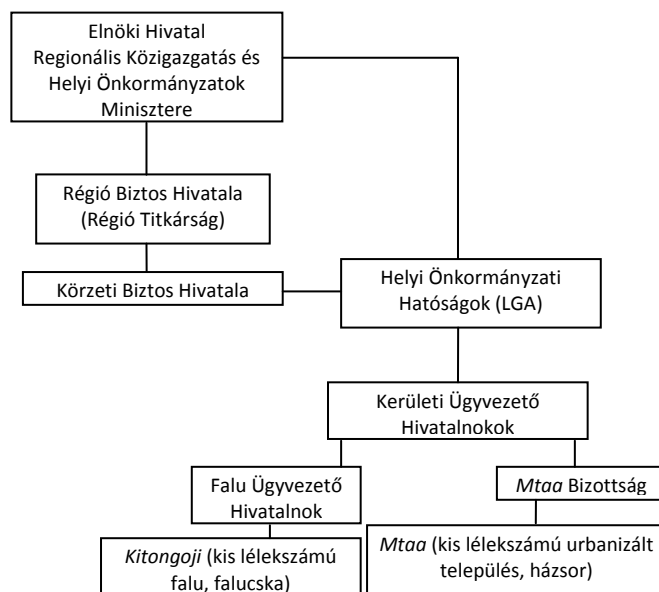 Elnöki Hivatal
Regionális Közigazgatás és
Helyi Önkormányzatok
Minisztere
Régió Biztos Hivatala
(Régió Titkárság)
Körzeti Biztos Hivatala
Helyi Önkormányzati
Hatóságok (LGA)
Kerületi Ügyvezető
Hivatalnokok
Falu Ügyvezető
Hivatalnok
Mtaa Bizottság
Kitongoji (kis lélekszámú
falu, falucska)
Mtaa (kis lélekszámú urbanizált
település, házsor)